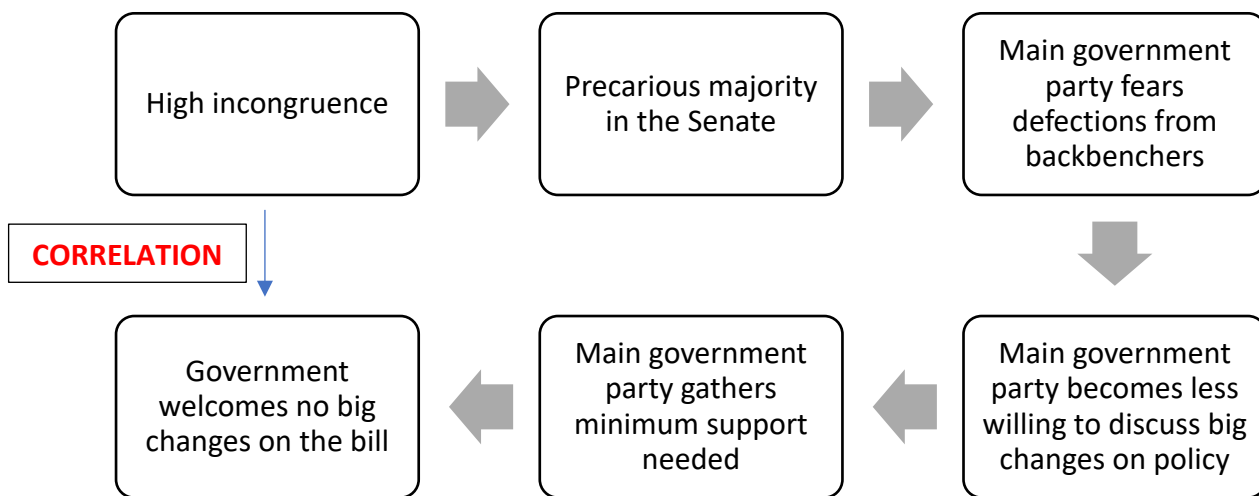 High incongruence
Precarious majority
in the Senate
Main government
party fears
defections from
backbenchers
CORRELATION
Main government
party becomes less
willing to discuss big
changes on policy
Main government
party gathers
minimum support
needed
Government
welcomes no big
changes on the bill